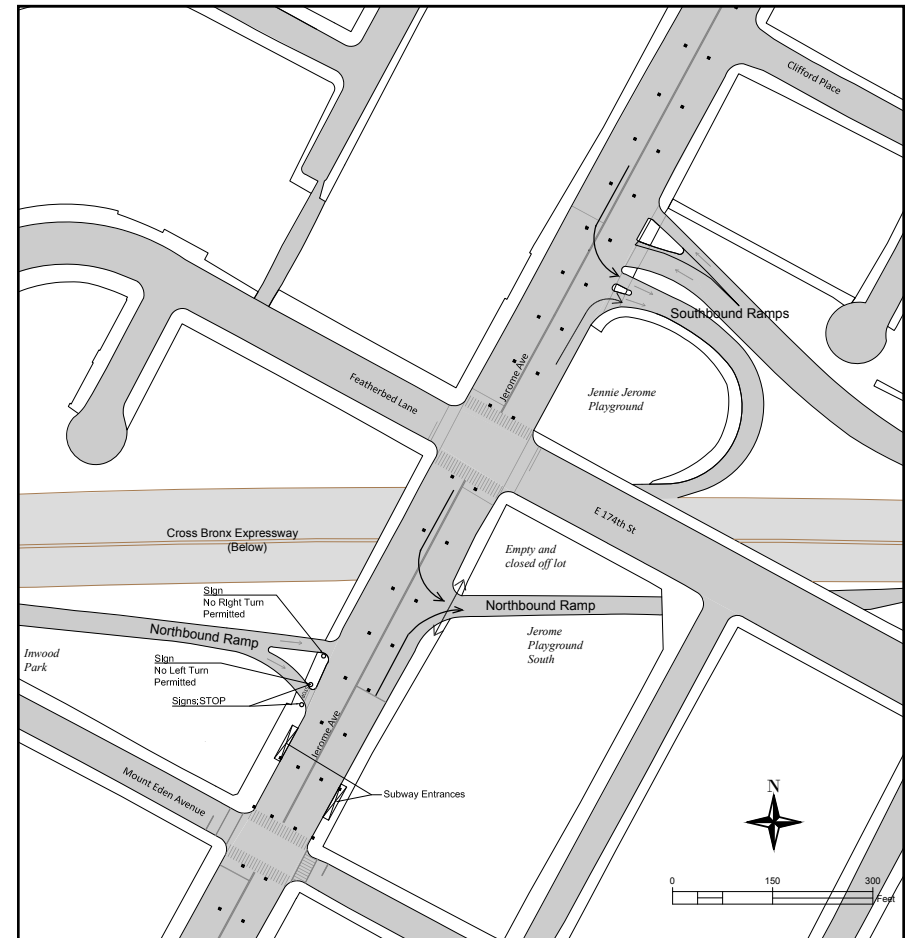 Clifford Place
Southbound Ramps
Jerome Ave
Featherbed Lane
Jennie Jerome
Playground
E 174th St
Cross Bronx Expressway
(Below)
Empty and
closed off lot
SIgn
No RIght Turn
Permitted
Northbound Ramp
Northbound Ramp
Jerome
Playground
South
Inwood
Park
SIgn
No Left Turn
Permitted
Signs;STOP
Jerome Ave
Mount Eden Avenue
Subway Entrances
N
0 150 300
Feet